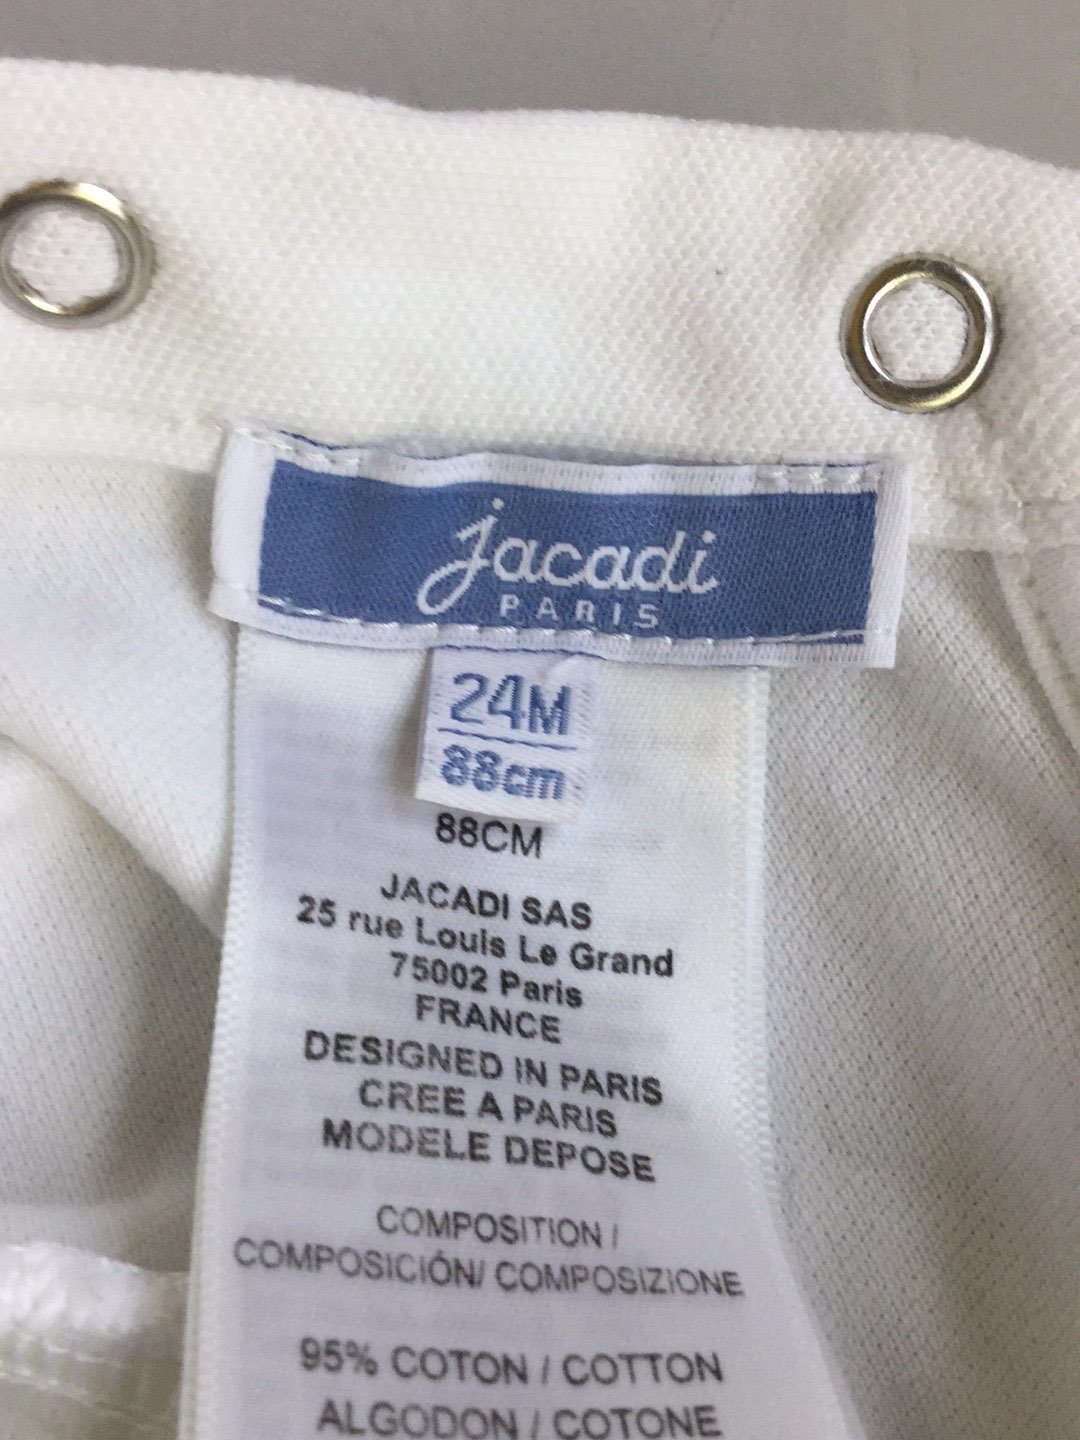 jacadi
PARIS
24M
88cm
88CM
JACADI SAS
25 rue Louis Le Grand
75002 Paris
FRANCE
DESIGNED IN PARIS
CREE A PARIS
MODELE DEPOSE
COMPOSITION /
COMPOSICIÓN/ COMPOSIZIONE
95% COTON / COTTON
ALGODON / COTONE